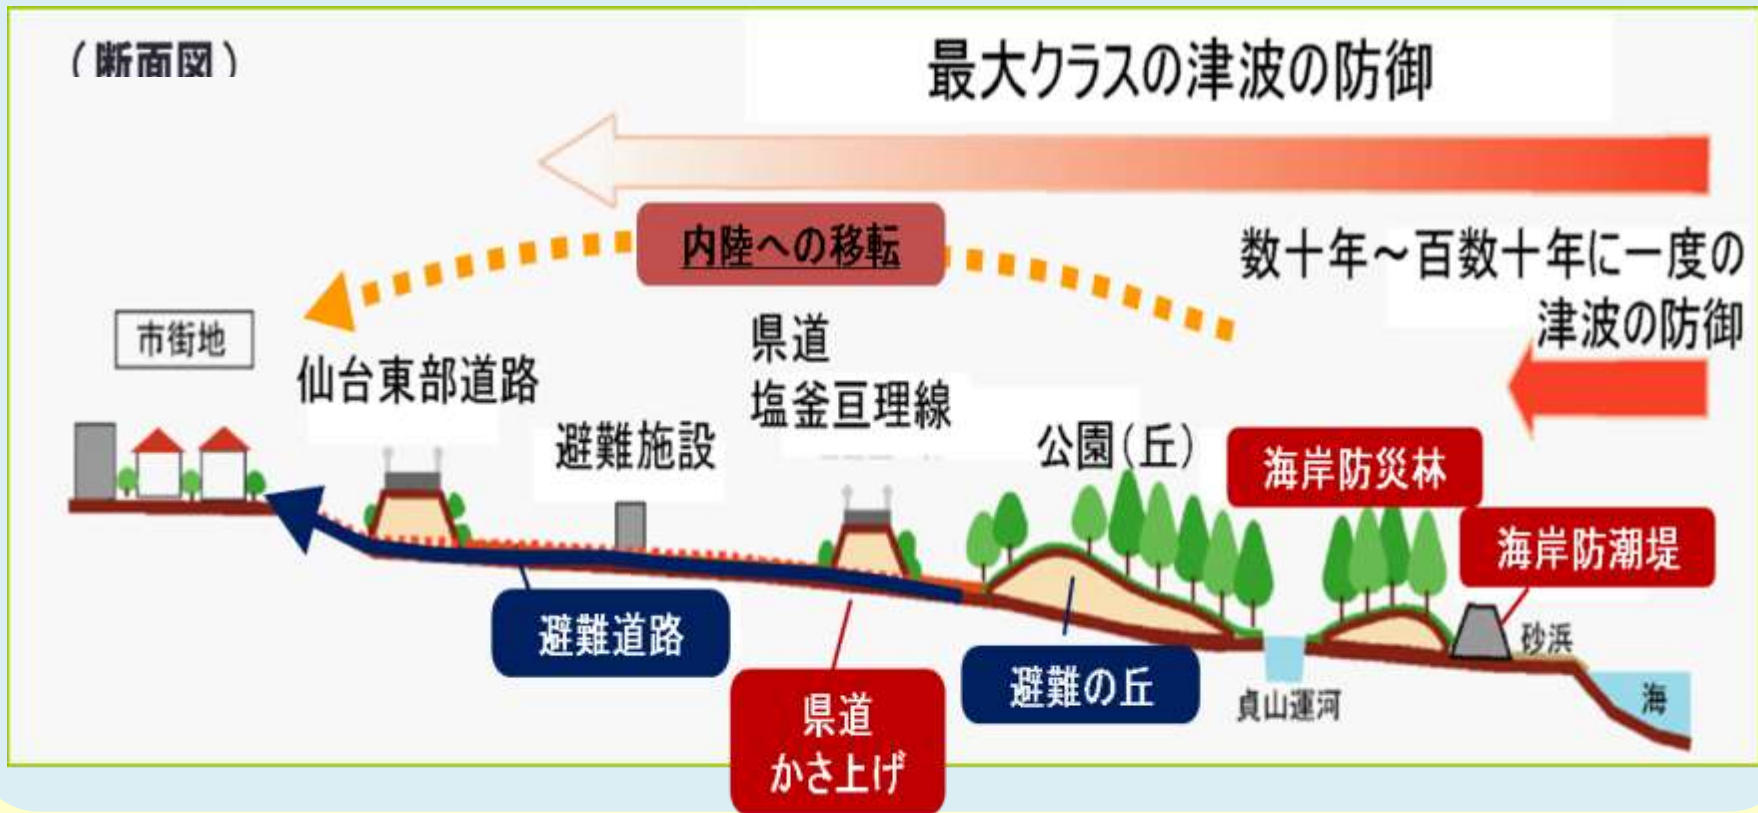 （断面図）
最大クラスの津波の防御
内陸への移転
数十年～百数十年に一度の
津波の防御
市街地
仙台東部道路
県道
塩釜亘理線
避難施設
公園(丘)
海岸防災林
海岸防潮堤
避難道路
砂浜
避難の丘
県道
かさ上げ
貞山運河
海